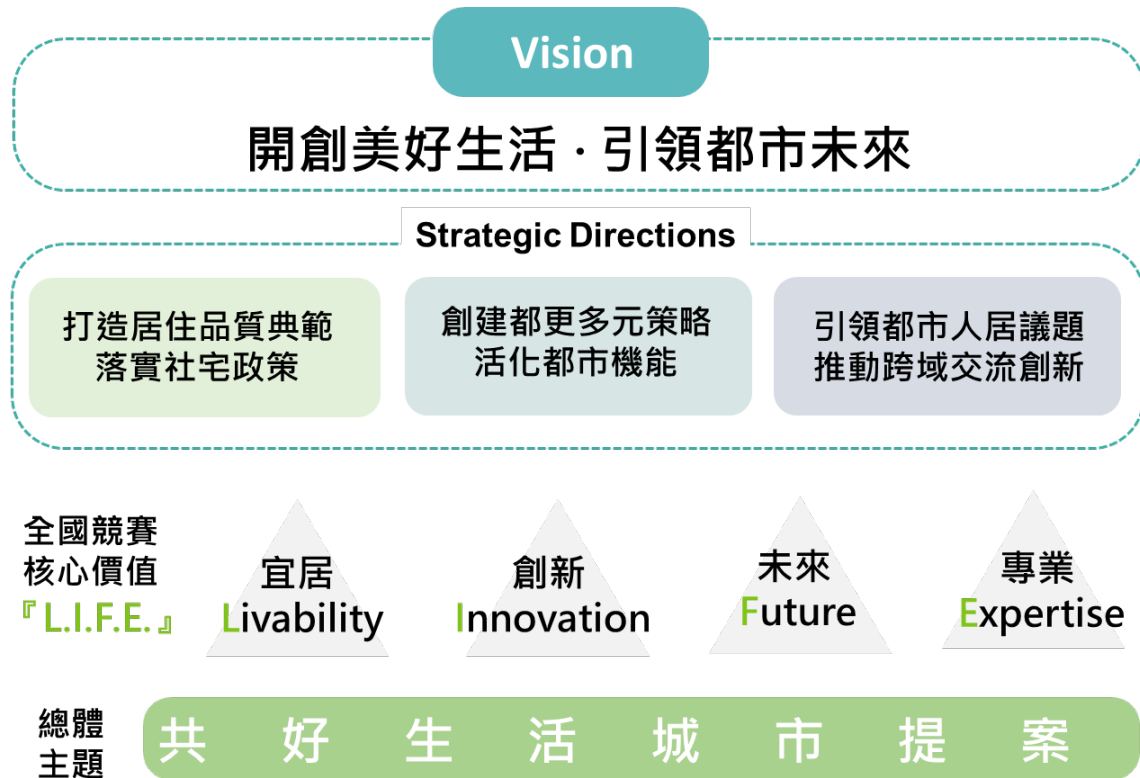 Vision
開創美好生活‧引領都市未來
Strategic Directions
打造居住品質典範
落實社宅政策
創建都更多元策略
活化都市機能
引領都市人居議題
推動跨域交流創新
全國競賽
核心價值
『L.I.F.E.』
宜居
Livability
創新
Innovation
未來
Future
專業
Expertise
總體
主題
共好生活城市提案